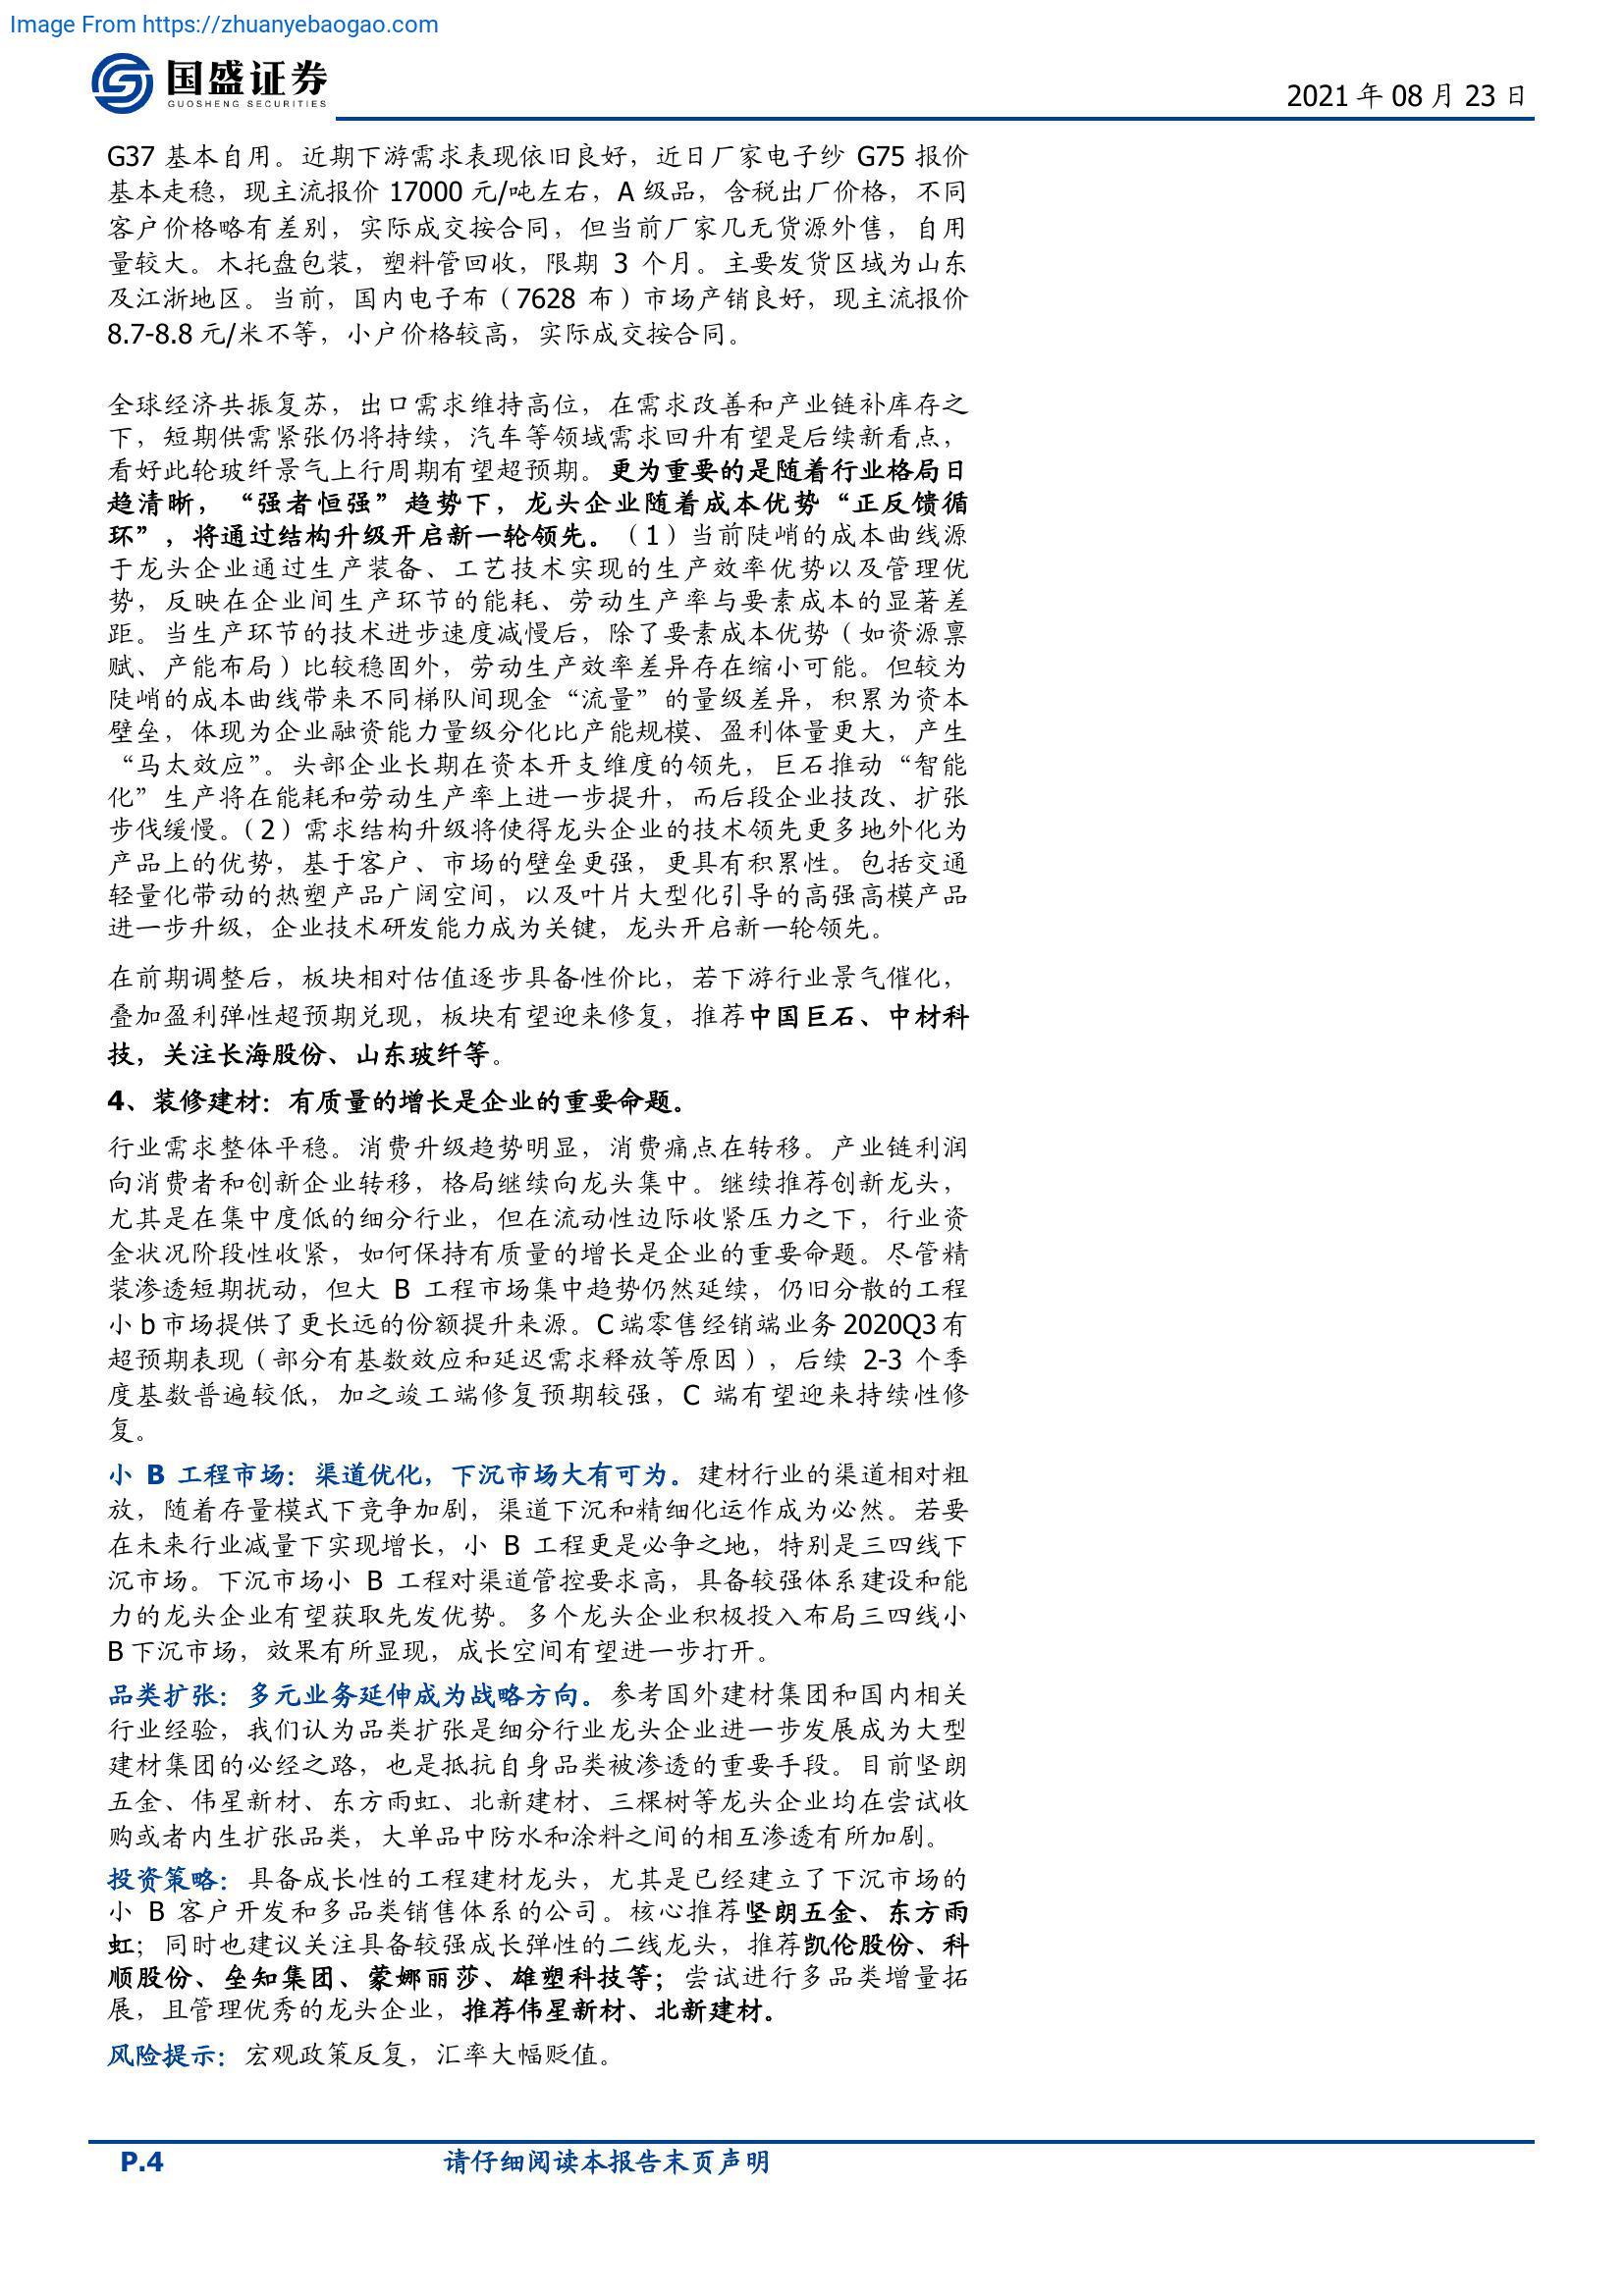 Image From https://zhuanyebaogao.com
国盛证券
GUOSHENG SECURITIES
2021 年 08 月 23 日
G37 基本自用。近期下游需求表现依旧良好，近日厂家电子纱 G75 报价
基本走稳，现主流报价 17000 元/吨左右，A 级品，含税出厂价格，不同
客户价格略有差别，实际成交按合同，但当前厂家几无货源外售，自用
量较大。木托盘包装，塑料管回收，限期 3 个月。主要发货区域为山东
及江浙地区。当前，国内电子布（7628 布）市场产销良好，现主流报价
8.7-8.8 元/米不等，小户价格较高，实际成交按合同。
全球经济共振复苏，出口需求维持高位，在需求改善和产业链补库存之
下，短期供需紧张仍将持续，汽车等领域需求回升有望是后续新看点，
看好此轮玻纤景气上行周期有望超预期。更为重要的是随着行业格局日
趋清晰，“强者恒强”趋势下，龙头企业随着成本优势“正反馈循
环”，将通过结构升级开启新一轮领先。（1）当前陡峭的成本曲线源
于龙头企业通过生产装备、工艺技术实现的生产效率优势以及管理优
势，反映在企业间生产环节的能耗、劳动生产率与要素成本的显著差
距。当生产环节的技术进步速度减慢后，除了要素成本优势（如资源禀
赋、产能布局）比较稳固外，劳动生产效率差异存在缩小可能。但较为
陡峭的成本曲线带来不同梯队间现金“流量”的量级差异，积累为资本
壁垒，体现为企业融资能力量级分化比产能规模、盈利体量更大，产生
“马太效应”。头部企业长期在资本开支维度的领先，巨石推动“智能
化”生产将在能耗和劳动生产率上进一步提升，而后段企业技改、扩张
步伐缓慢。（2）需求结构升级将使得龙头企业的技术领先更多地外化为
产品上的优势，基于客户、市场的壁垒更强，更具有积累性。包括交通
轻量化带动的热塑产品广阔空间，以及叶片大型化引导的高强高模产品
进一步升级，企业技术研发能力成为关键，龙头开启新一轮领先。
在前期调整后，板块相对估值逐步具备性价比，若下游行业景气催化，
叠加盈利弹性超预期兑现，板块有望迎来修复，推荐中国巨石、中材科
技，关注长海股份、山东玻纤等。
4、装修建材：有质量的增长是企业的重要命题。
行业需求整体平稳。消费升级趋势明显，消费痛点在转移。产业链利润
向消费者和创新企业转移，格局继续向龙头集中。继续推荐创新龙头，
尤其是在集中度低的细分行业，但在流动性边际收紧压力之下，行业资
金状况阶段性收紧，如何保持有质量的增长是企业的重要命题。尽管精
装渗透短期扰动，但大 B 工程市场集中趋势仍然延续，仍旧分散的工程
小 b 市场提供了更长远的份额提升来源。C 端零售经销端业务 2020Q3 有
超预期表现（部分有基数效应和延迟需求释放等原因），后续 2-3 个季
度基数普遍较低，加之竣工端修复预期较强，C 端有望迎来持续性修
复。
小 B 工程市场：渠道优化，下沉市场大有可为。建材行业的渠道相对粗
放，随着存量模式下竞争加剧，渠道下沉和精细化运作成为必然。若要
在未来行业减量下实现增长，小 B 工程更是必争之地，特别是三四线下
沉市场。下沉市场小 B 工程对渠道管控要求高，具备较强体系建设和能
力的龙头企业有望获取先发优势。多个龙头企业积极投入布局三四线小
B 下沉市场，效果有所显现，成长空间有望进一步打开。
品类扩张：多元业务延伸成为战略方向。参考国外建材集团和国内相关
行业经验，我们认为品类扩张是细分行业龙头企业进一步发展成为大型
建材集团的必经之路，也是抵抗自身品类被渗透的重要手段。目前坚朗
五金、伟星新材、东方雨虹、北新建材、三棵树等龙头企业均在尝试收
购或者内生扩张品类，大单品中防水和涂料之间的相互渗透有所加剧。
投资策略：具备成长性的工程建材龙头，尤其是已经建立了下沉市场的
小 B 客户开发和多品类销售体系的公司。核心推荐坚朗五金、东方雨
虹；同时也建议关注具备较强成长弹性的二线龙头，推荐凯伦股份、科
顺股份、垒知集团、蒙娜丽莎、雄塑科技等；尝试进行多品类增量拓
展，且管理优秀的龙头企业，推荐伟星新材、北新建材。
风险提示：宏观政策反复，汇率大幅贬值。
P.4
请仔细阅读本报告末页声明